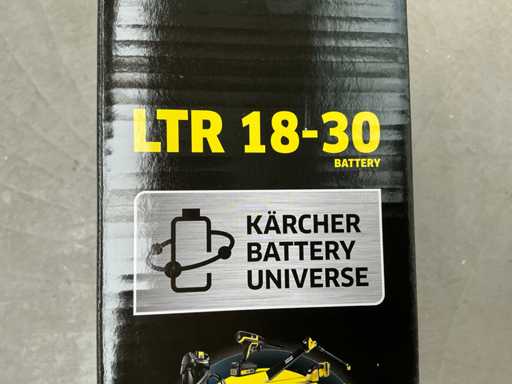 LTR 18-30
BATTERY
KÄRCHER
BATTERY
UNIVERSE